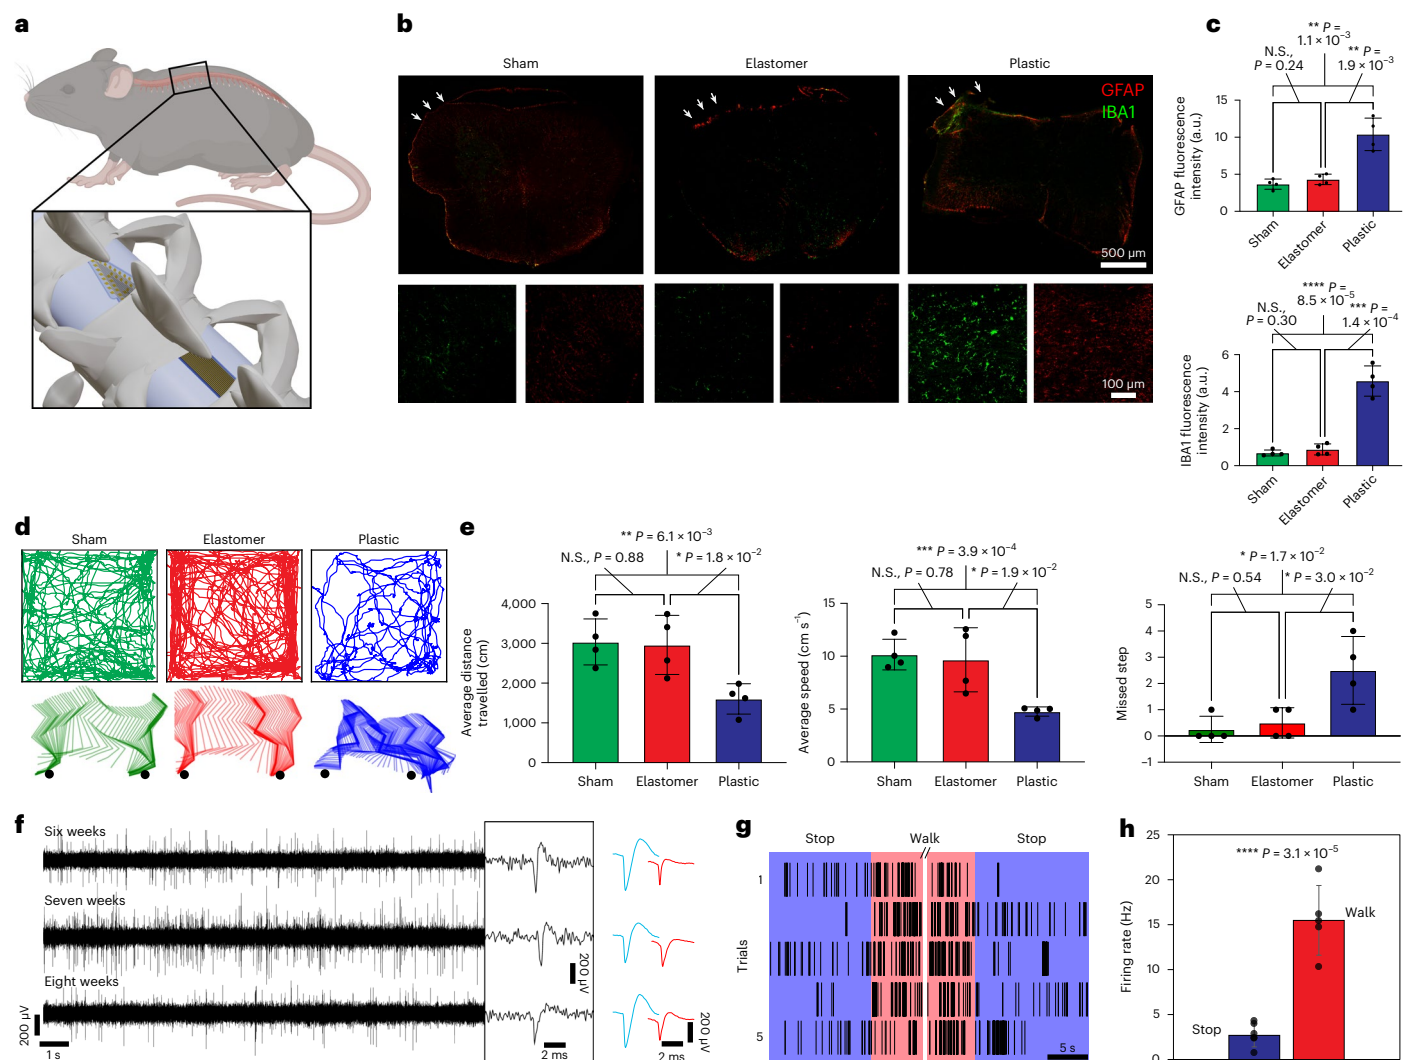 a
b
Sham
Elastomer
Plastic
GFAP
IBA1
500 µm
100 µm
c
** P =
1.1 × 10⁻³
N.S.,
P = 0.24
** P =
1.9 × 10⁻³
15
10
5
0
GFAP fluorescence
intensity (a.u.)
Sham
Elastomer
Plastic
**** P =
8.5 × 10⁻⁵
N.S.,
P = 0.30
*** P =
1.4 × 10⁻⁴
6
4
2
0
IBA1 fluorescence
intensity (a.u.)
Sham
Elastomer
Plastic
d
Sham
Elastomer
Plastic
e
** P = 6.1 × 10⁻³
N.S., P = 0.88
* P = 1.8 × 10⁻²
4,000
3,000
2,000
1,000
0
Average distance
travelled (cm)
Sham
Elastomer
Plastic
*** P = 3.9 × 10⁻⁴
N.S., P = 0.78
* P = 1.9 × 10⁻²
15
10
5
0
Average speed (cm s⁻¹)
Sham
Elastomer
Plastic
* P = 1.7 × 10⁻²
N.S., P = 0.54
* P = 3.0 × 10⁻²
5
4
3
2
1
0
–1
Missed step
Sham
Elastomer
Plastic
f
Six weeks
Seven weeks
Eight weeks
200 µV
1 s
200 µV
2 ms
200 µV
2 ms
g
Stop
Walk
Stop
1
Trials
5
5 s
h
25
20
15
10
5
0
Firing rate (Hz)
**** P = 3.1 × 10⁻⁵
Walk
Stop